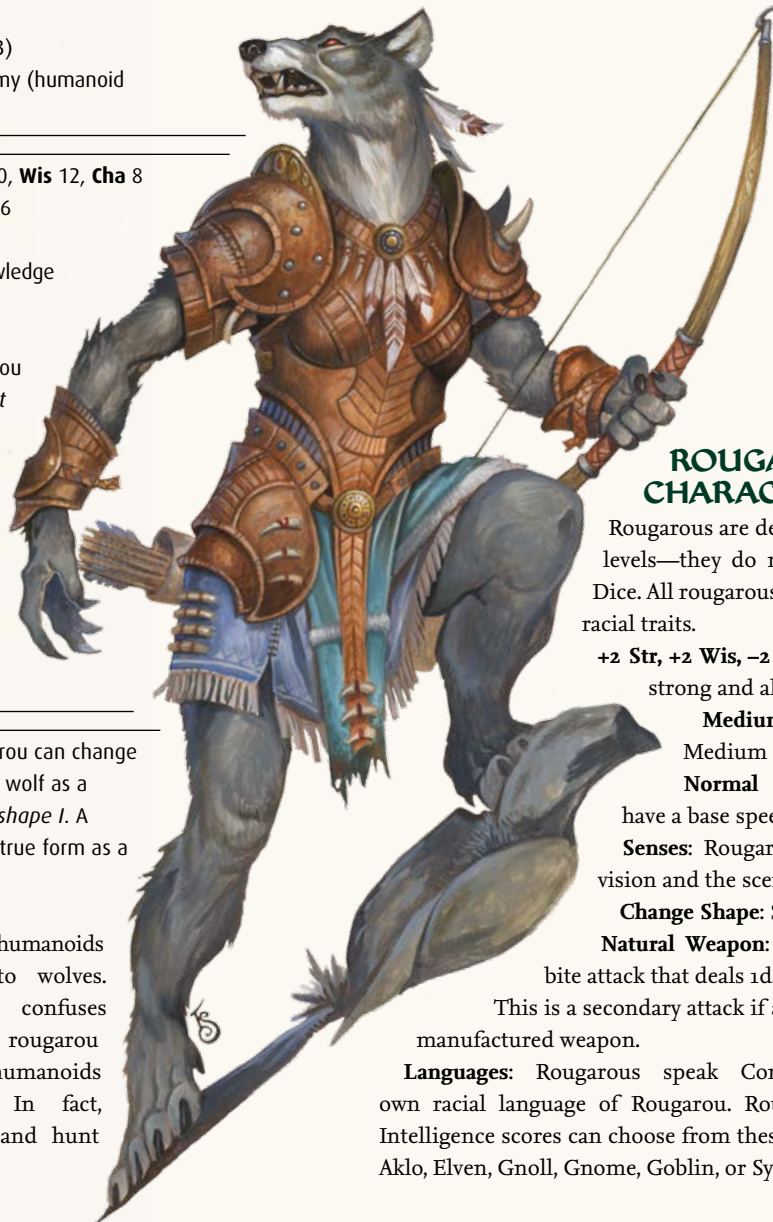 3)
my (humanoid
0, Wis 12, Cha 8
6
wledge
ou
t
rou can change
wolf as a
shape I. A
true form as a
humanoids
to wolves.
confuses
rougarou
humanoids
In fact,
and hunt
ROUGA
CHARAC
Rougarous are de
levels—they do
Dice. All rougarous
racial traits.
+2 Str, +2 Wis, –2
strong and al
Medium
Medium
Normal
have a base spee
Senses: Rougar
vision and the scen
Change Shape:
Natural Weapon:
bite attack that deals 1d
This is a secondary attack if a
manufactured weapon.
Languages: Rougarous speak Com
own racial language of Rougarou. Rou
Intelligence scores can choose from thes
Aklo, Elven, Gnoll, Gnome, Goblin, or Sy